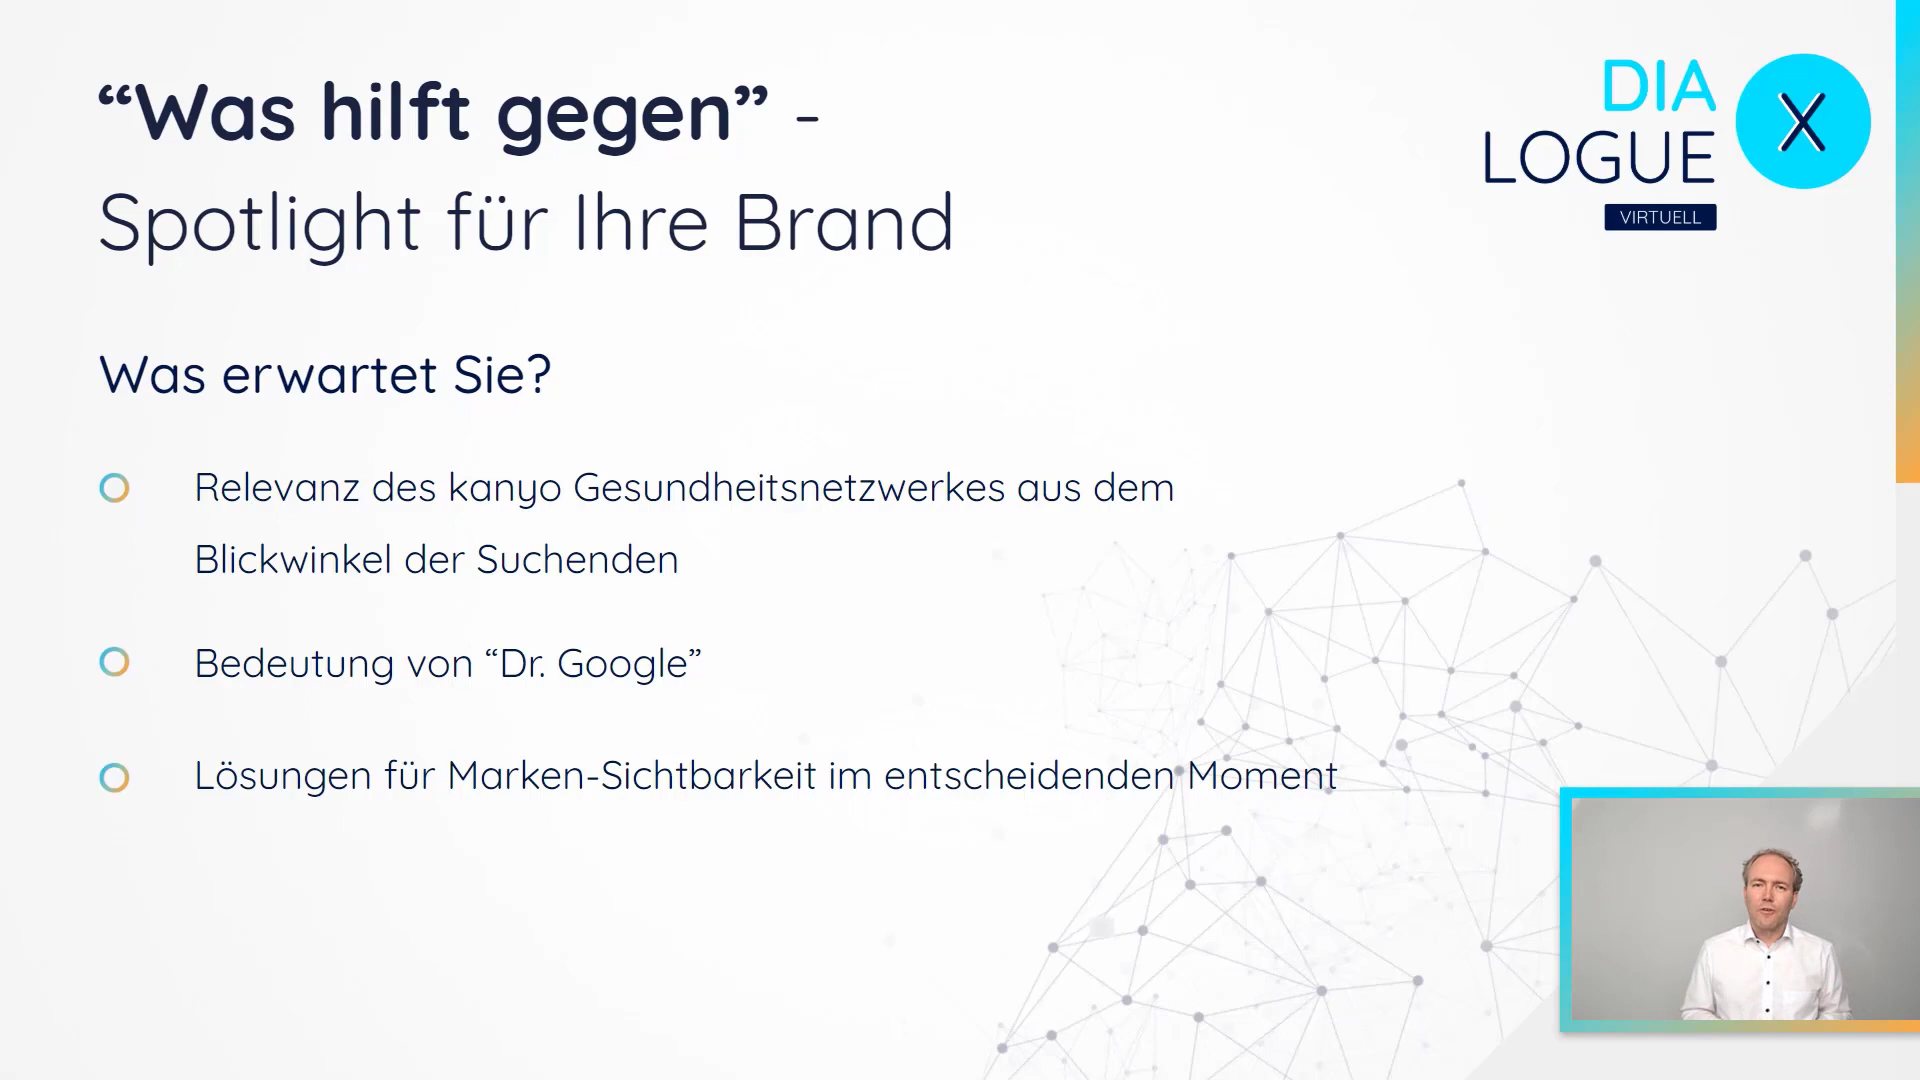 “Was hilft gegen” -
Spotlight für Ihre Brand
DIA
LOGUE
X
VIRTUELL
Was erwartet Sie?
Relevanz des kanyo Gesundheitsnetzwerkes aus dem
Blickwinkel der Suchenden
Bedeutung von “Dr. Google”
Lösungen für Marken-Sichtbarkeit im entscheidenden Moment